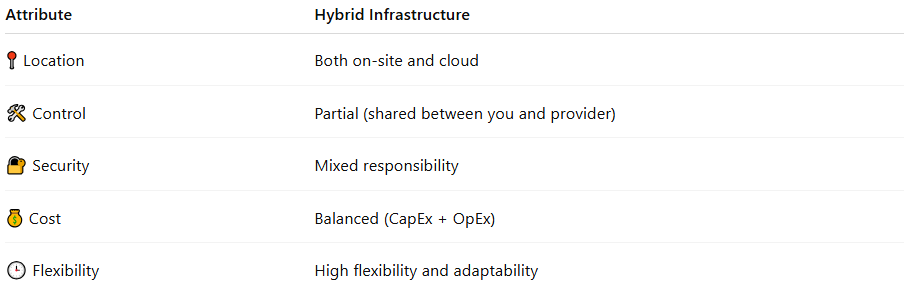 Attribute Hybrid Infrastructure
📍 Location Both on-site and cloud
🛠 Control Partial (shared between you and provider)
🔐 Security Mixed responsibility
💰 Cost Balanced (CapEx + OpEx)
🕒 Flexibility High flexibility and adaptability